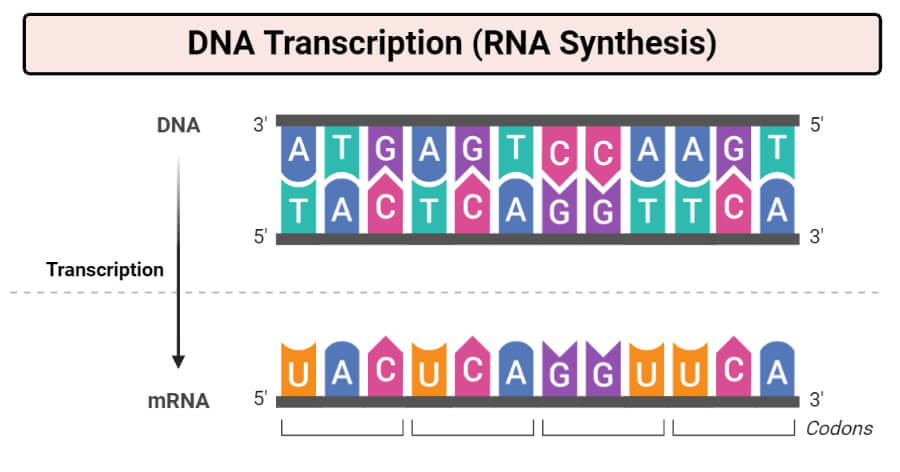 DNA Transcription (RNA Synthesis)
DNA 3' 5'
A T G A G T C C A A G T
T A C T C A G G T T C A
5' 3'
Transcription
U A C U C A G G U U C A
mRNA 5' 3'
Codons